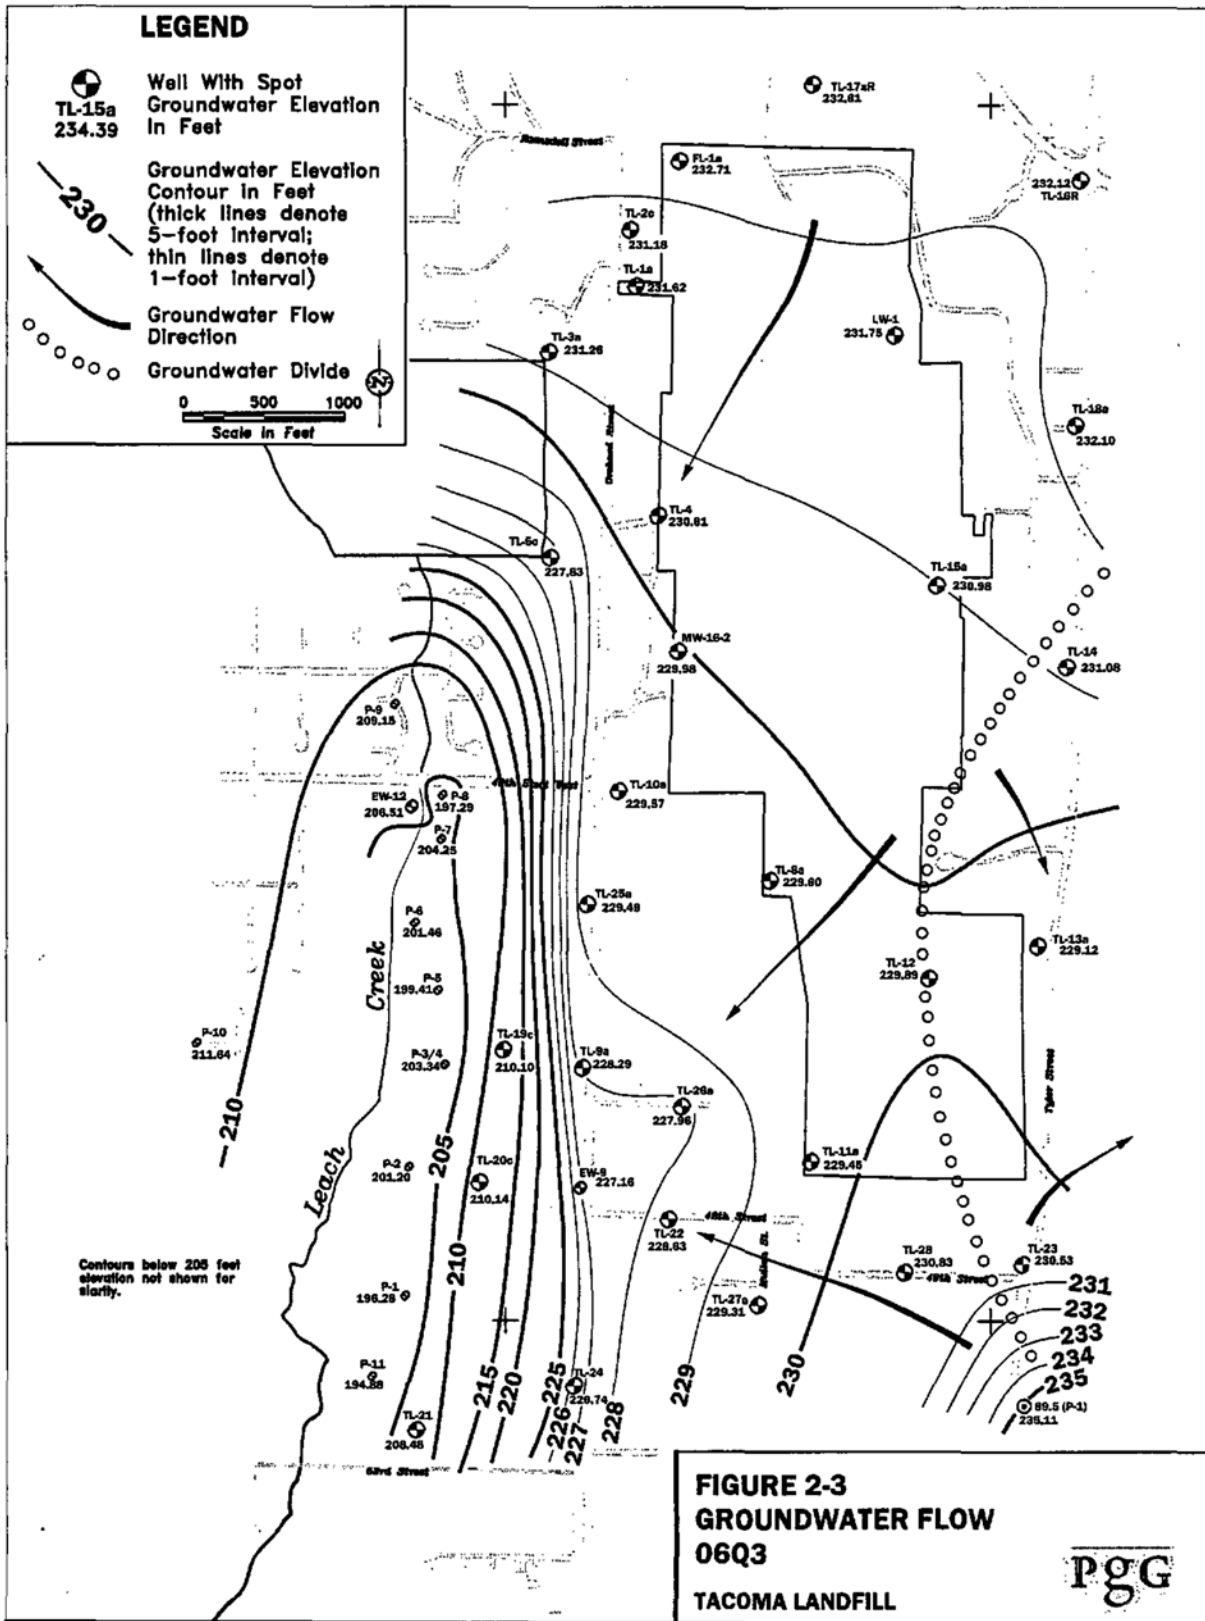 LEGEND
TL-15a
234.39
Well With Spot
Groundwater Elevation
In Feet
230
Groundwater Elevation
Contour in Feet
(thick lines denote
5-foot interval;
thin lines denote
1-foot interval)
Groundwater Flow
Direction
Groundwater Divide
Z
0 500 1000
Scale in Feet
TL-17aR
232.61
Ramsdell Street
FL-1a
232.71
232.12
TL-16R
TL-2c
231.18
TL-1a
231.62
LW-1
231.75
TL-3a
231.26
Orchard Street
TL-18a
232.10
TL-4
230.81
TL-5c
227.83
TL-15a
230.98
MW-16-2
229.98
TL-14
231.08
P-9
209.15
TL-10a
229.57
EW-12
206.51
P-8
197.29
P-7
204.25
TL-8a
229.60
TL-25a
229.49
P-6
201.46
TL-13a
229.12
TL-12
229.89
P-5
199.41
Creek
P-10
211.64
TL-19c
210.10
P-3/4
203.34
TL-9a
228.29
TL-26a
227.96
Tyler Street
210
205
TL-11a
229.45
P-2
201.20
TL-20c
210.14
EW-9
227.16
Leach
48th Street
TL-22
228.63
TL-28
230.83
TL-23
230.53
49th Street
Contours below 205 feet
elevation not shown for
P-1
196.28
210
TL-27a
229.31
231
232
233
234
235
P-11
194.88
TL-24
226.74
215
220
225
226
227
228
229
230
89.5 (P-1)
TL-21
208.48
53rd Street
FIGURE 2-3
GROUNDWATER FLOW
06Q3
TACOMA LANDFILL
PgG